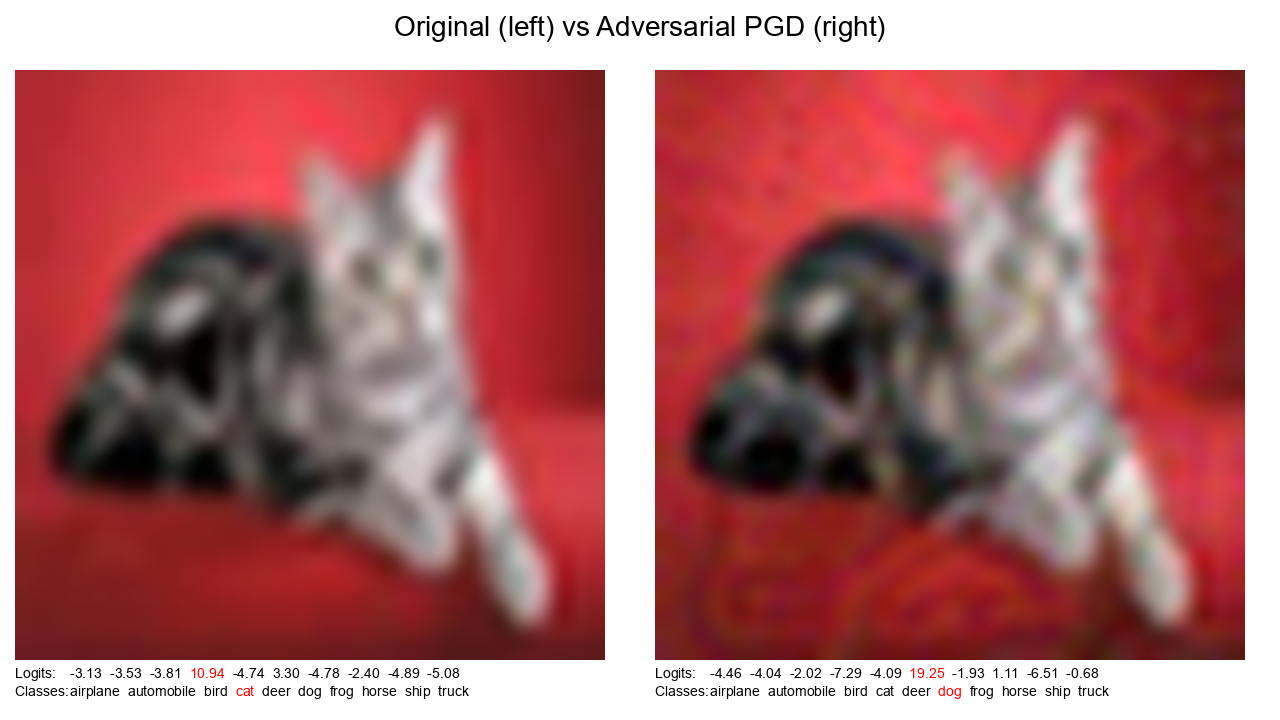 Original (left) vs Adversarial PGD (right)
Logits: -3.13 -3.53 -3.81 10.94 -4.74 3.30 -4.78 -2.40 -4.89 -5.08
Classes:airplane automobile bird cat deer dog frog horse ship truck
Logits: -4.46 -4.04 -2.02 -7.29 -4.09 19.25 -1.93 1.11 -6.51 -0.68
Classes:airplane automobile bird cat deer dog frog horse ship truck